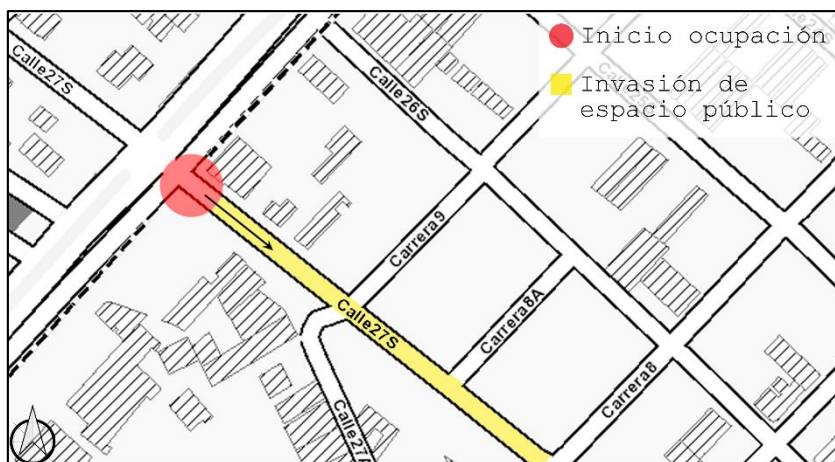 Inicio ocupación
Invasión de
espacio público
Calle27S
Calle26S
Carrera9
Calle27S
Carrera8A
Carrera8